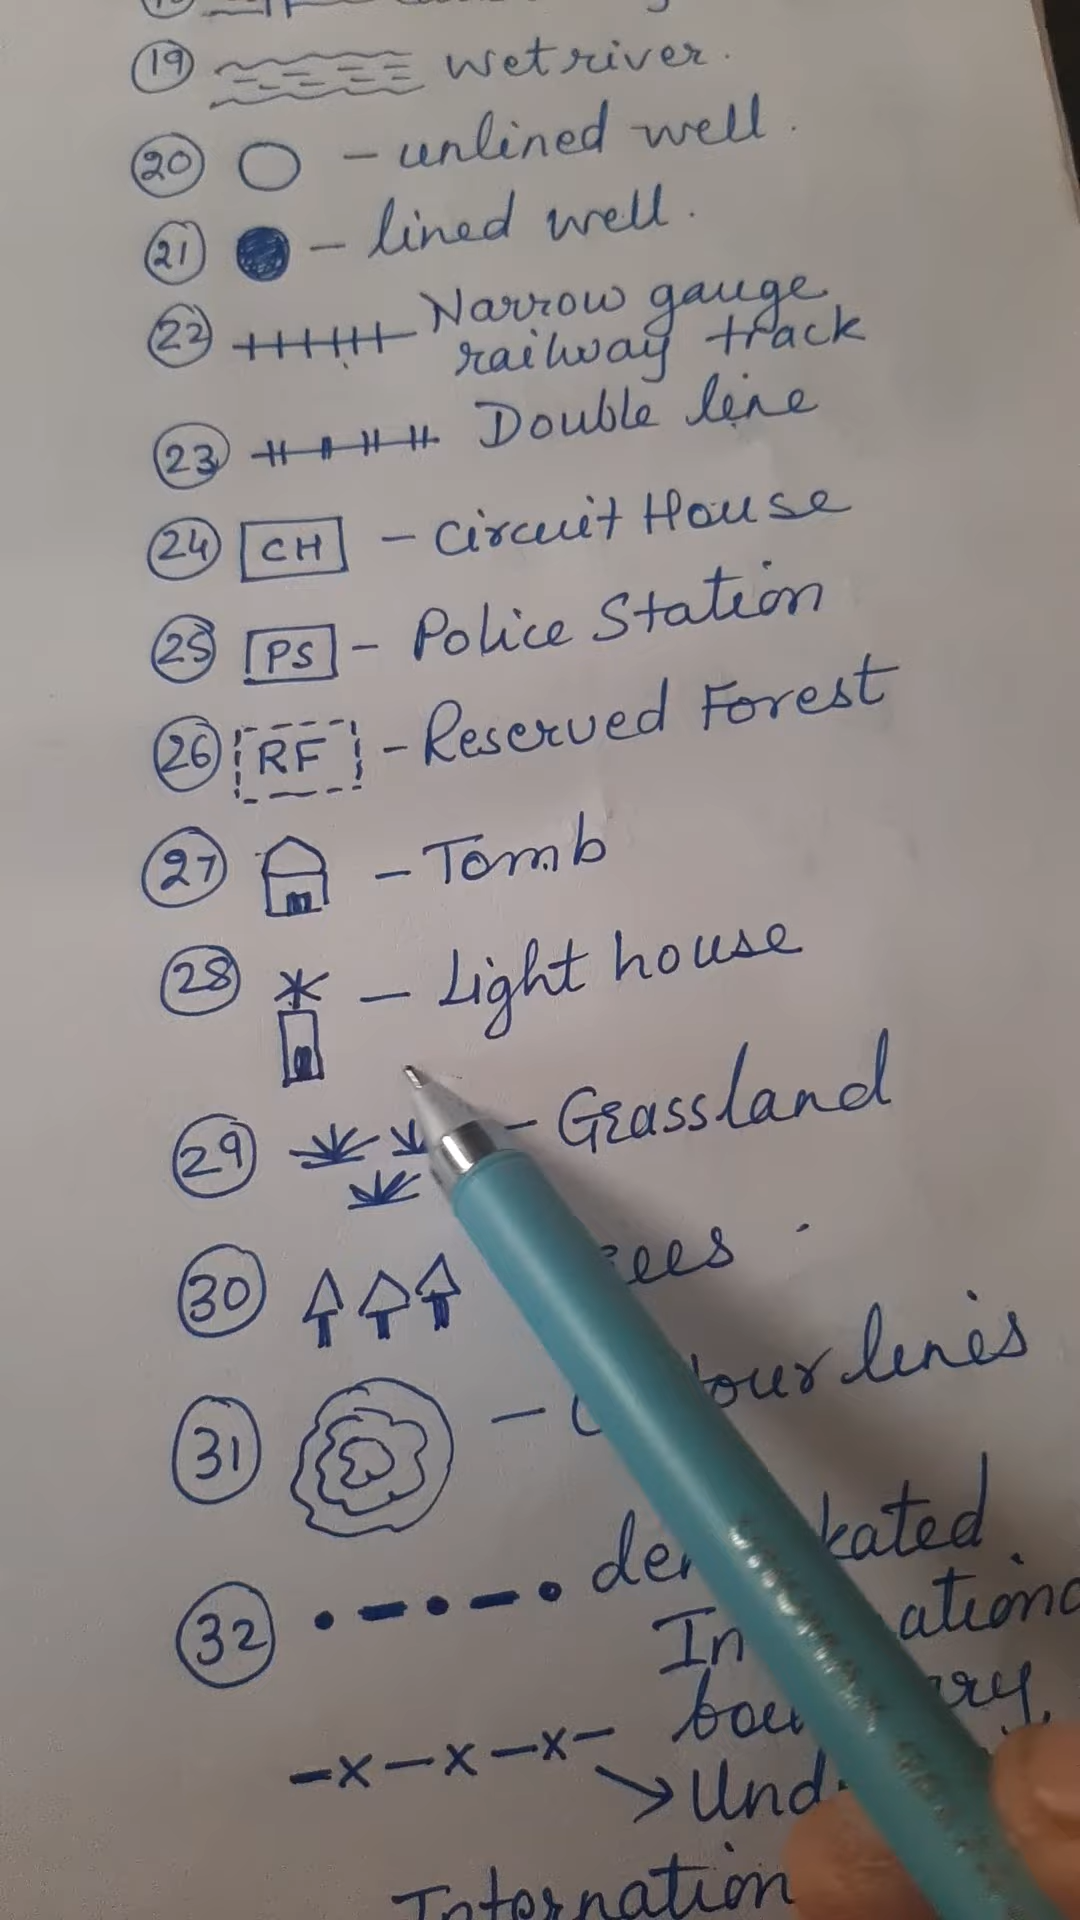 19 wet river.
20 - unlined well.
21 - lined well.
22 Narrow gauge
railway track
23 Double line
24 CH - Circuit House
25 PS - Police Station
26 RF - Reserved Forest
27 - Tomb
28 - Light house
29 - Grassland
30
31 - lines
32